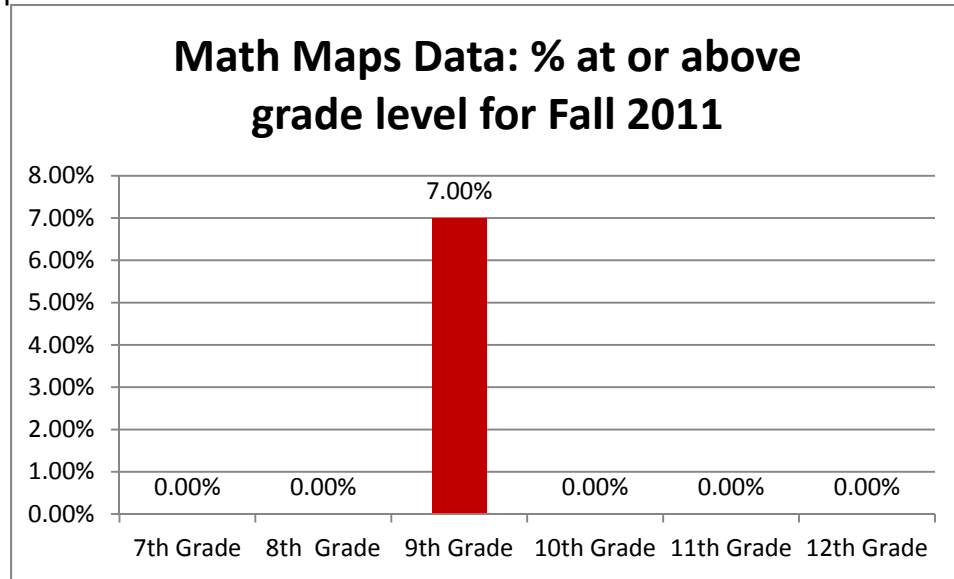 Math Maps Data: % at or above
grade level for Fall 2011
8.00%
7.00%
6.00%
5.00%
4.00%
3.00%
2.00%
1.00%
0.00%
0.00%
0.00%
7.00%
0.00%
0.00%
0.00%
7th Grade
8th  Grade
9th Grade
10th Grade
11th Grade
12th Grade